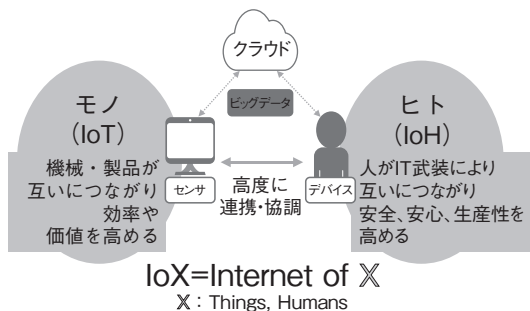 クラウド
ビッグデータ
モノ
(IoT)
機械・製品が
互いにつながり
効率や
価値を高める
センサ
高度に
連携・協調
デバイス
ヒト
(IoH)
人がIT武装により
互いにつながり
安全、安心、生産性を
高める
IoX=Internet of 𝕏
𝕏：Things, Humans